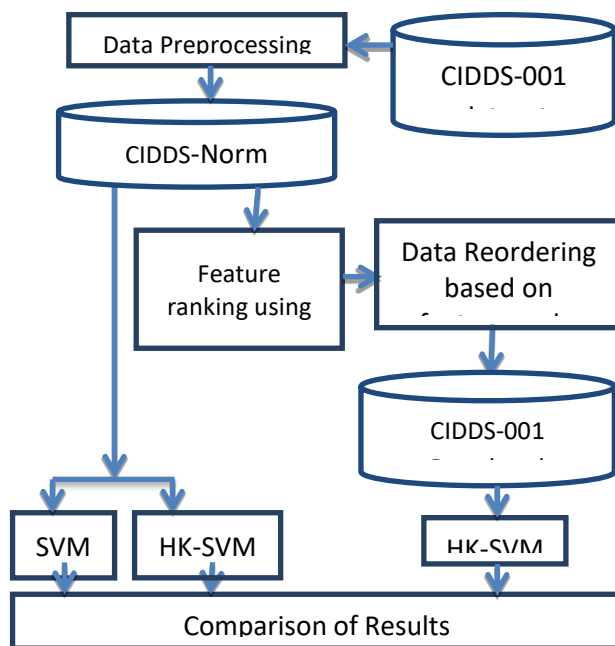 Data Preprocessing
CIDDS-001
CIDDS-Norm
Feature
ranking using
Data Reordering
based on
CIDDS-001
SVM
HK-SVM
HK-SVM
Comparison of Results